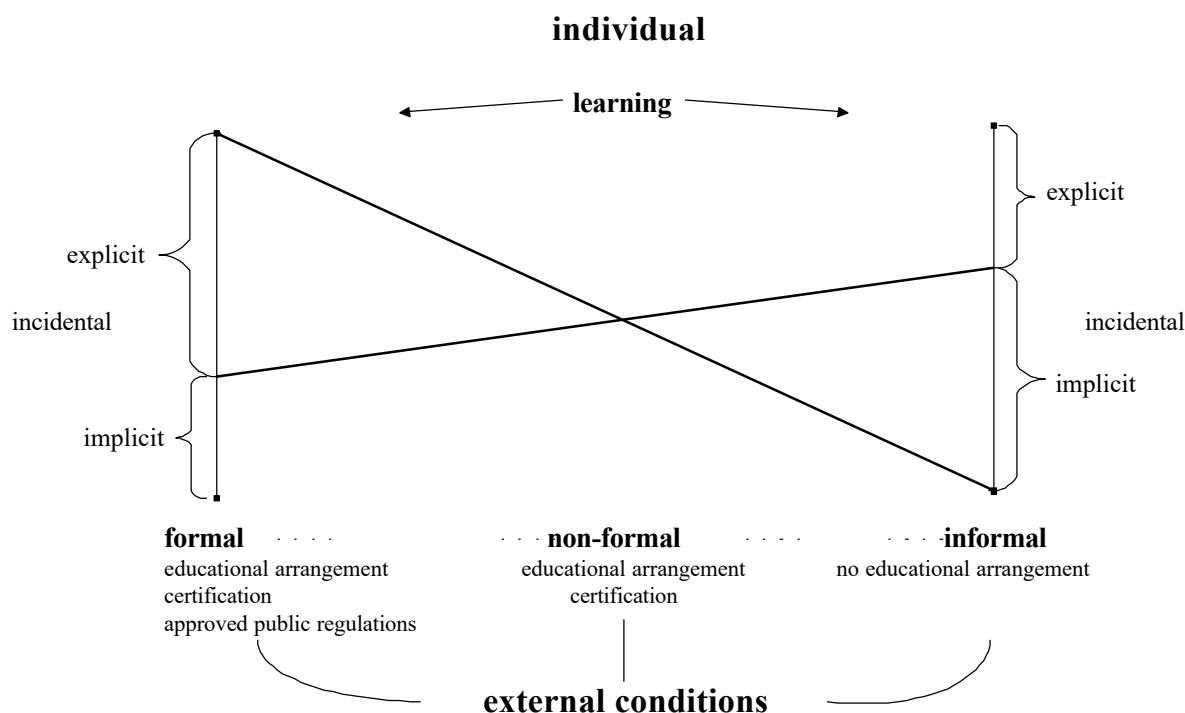 individual
learning
explicit
explicit
incidental
incidental
implicit
implicit
formal . . . . . . . non-formal . . . . . . . . informal
educational arrangement
certification
approved public regulations
educational arrangement
certification
no educational arrangement
external conditions